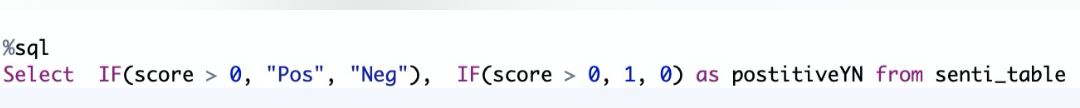 %sql
Select  IF(score > 0, "Pos", "Neg"),  IF(score > 0, 1, 0) as postitiveYN from senti_table